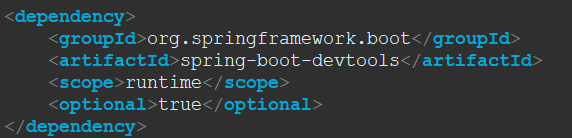 <dependency>
<groupId>org.springframework.boot</groupId>
<artifactId>spring-boot-devtools</artifactId>
<scope>runtime</scope>
<optional>true</optional>
</dependency>